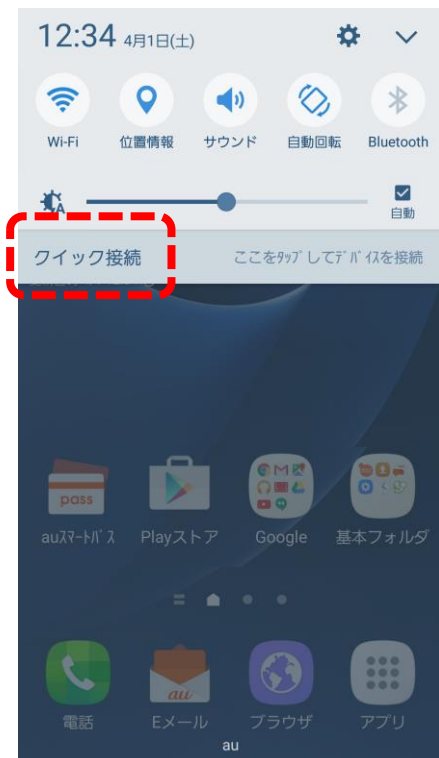 12:34 4月1日(土)
Wi-Fi 位置情報 サウンド 自動回転 Bluetooth
A 自動
クイック接続 ここをﾀｯﾌﾟしてﾃﾞﾊﾞｲｽを接続
pass
auｽﾏｰﾄﾊﾟｽ Playストア Google 基本フォルダ
au
電話 Eメール ブラウザ アプリ
au